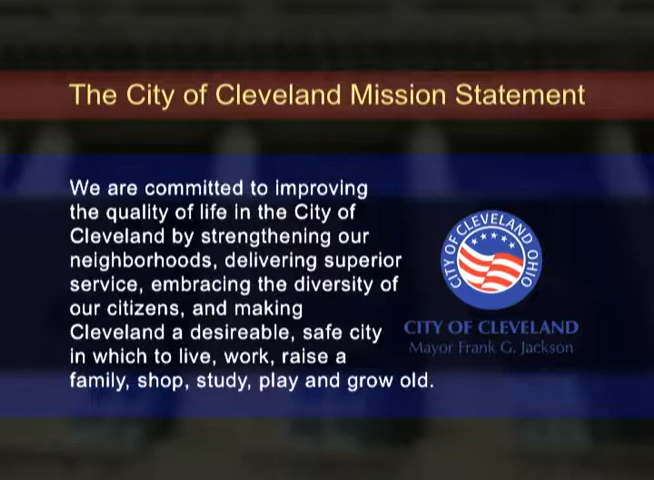 The City of Cleveland Mission Statement
We are committed to improving
the quality of life in the City of
Cleveland by strengthening our
neighborhoods, delivering superior
service, embracing the diversity of
our citizens, and making
Cleveland a desireable, safe city
in which to live, work, raise a
family, shop, study, play and grow old.
CITY OF CLEVELAND OHIO
CITY OF CLEVELAND
Mayor Frank G. Jackson